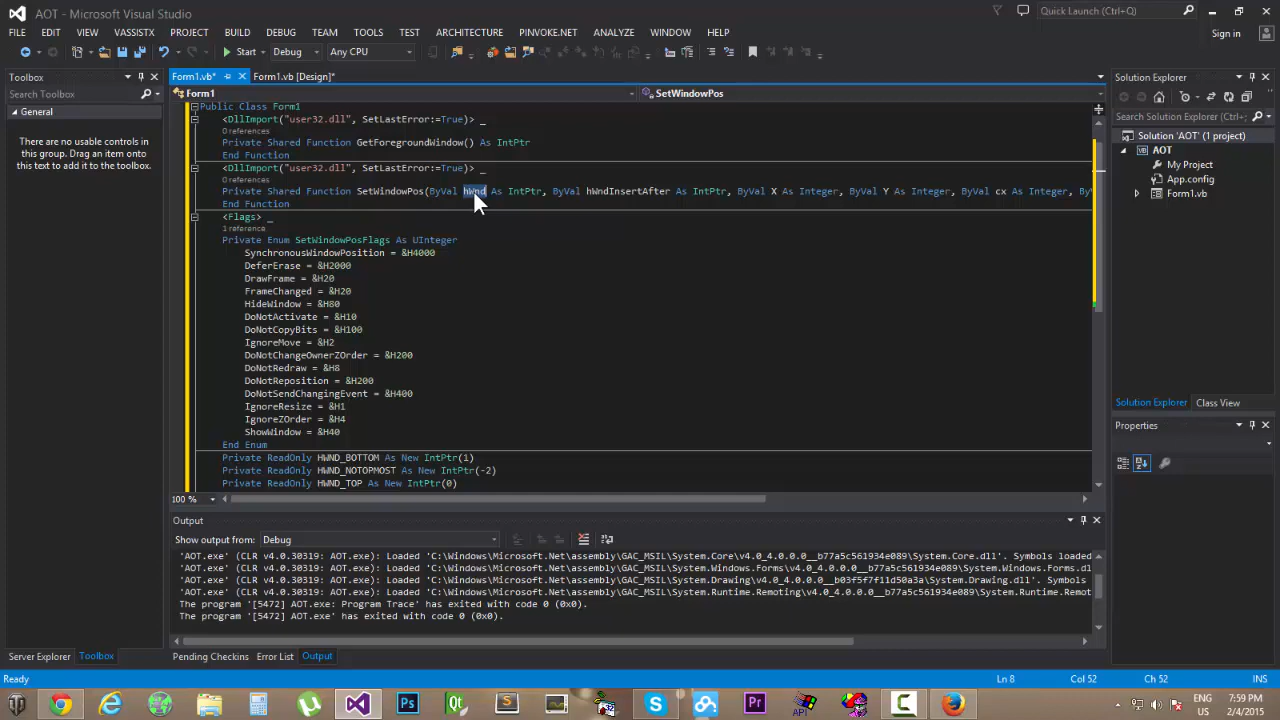 AOT - Microsoft Visual Studio
Quick Launch (Ctrl+Q)
FILE EDIT VIEW VASSISTX PROJECT BUILD DEBUG TEAM TOOLS TEST ARCHITECTURE PINVOKE.NET ANALYZE WINDOW HELP
Sign in
Start Debug Any CPU
Toolbox
Search Toolbox
General
There are no usable controls in this group. Drag an item onto this text to add it to the toolbox.
Form1.vb* Form1.vb [Design]*
Form1 SetWindowPos
Public Class Form1
<DllImport("user32.dll", SetLastError:=True)> _
0 references
Private Shared Function GetForegroundWindow() As IntPtr
End Function
<DllImport("user32.dll", SetLastError:=True)> _
0 references
Private Shared Function SetWindowPos(ByVal hWnd As IntPtr, ByVal hWndInsertAfter As IntPtr, ByVal X As Integer, ByVal Y As Integer, ByVal cx As Integer, ByV
End Function
<Flags> _
1 reference
Private Enum SetWindowPosFlags As UInteger
SynchronousWindowPosition = &H4000
DeferErase = &H2000
DrawFrame = &H20
FrameChanged = &H20
HideWindow = &H80
DoNotActivate = &H10
DoNotCopyBits = &H100
IgnoreMove = &H2
DoNotChangeOwnerZOrder = &H200
DoNotRedraw = &H8
DoNotReposition = &H200
DoNotSendChangingEvent = &H400
IgnoreResize = &H1
IgnoreZOrder = &H4
ShowWindow = &H40
End Enum
Private ReadOnly HWND_BOTTOM As New IntPtr(1)
Private ReadOnly HWND_NOTOPMOST As New IntPtr(-2)
Private ReadOnly HWND_TOP As New IntPtr(0)
100 %
Output
Show output from: Debug
'AOT.exe' (CLR v4.0.30319: AOT.exe): Loaded 'C:\Windows\Microsoft.Net\assembly\GAC_MSIL\System.Core\v4.0_4.0.0.0__b77a5c561934e089\System.Core.dll'. Symbols loaded
'AOT.exe' (CLR v4.0.30319: AOT.exe): Loaded 'C:\Windows\Microsoft.Net\assembly\GAC_MSIL\System.Windows.Forms\v4.0_4.0.0.0__b77a5c561934e089\System.Windows.Forms.dl
'AOT.exe' (CLR v4.0.30319: AOT.exe): Loaded 'C:\Windows\Microsoft.Net\assembly\GAC_MSIL\System.Drawing\v4.0_4.0.0.0__b03f5f7f11d50a3a\System.Drawing.dll'. Symbols
'AOT.exe' (CLR v4.0.30319: AOT.exe): Loaded 'C:\Windows\Microsoft.Net\assembly\GAC_MSIL\System.Runtime.Remoting\v4.0_4.0.0.0__b77a5c561934e089\System.Runtime.Remot
The program '[5472] AOT.exe: Program Trace' has exited with code 0 (0x0).
The program '[5472] AOT.exe' has exited with code 0 (0x0).
Server Explorer Toolbox
Pending Checkins Error List Output
Solution Explorer
Search Solution Explorer (Ctrl+;)
Solution 'AOT' (1 project)
AOT
My Project
App.config
Form1.vb
Solution Explorer Class View
Properties
Ready
Ln 8 Col 52 Ch 52 INS
ENG
US
7:59 PM
2/4/2015
Ps
Qt
S
Pr
API
C